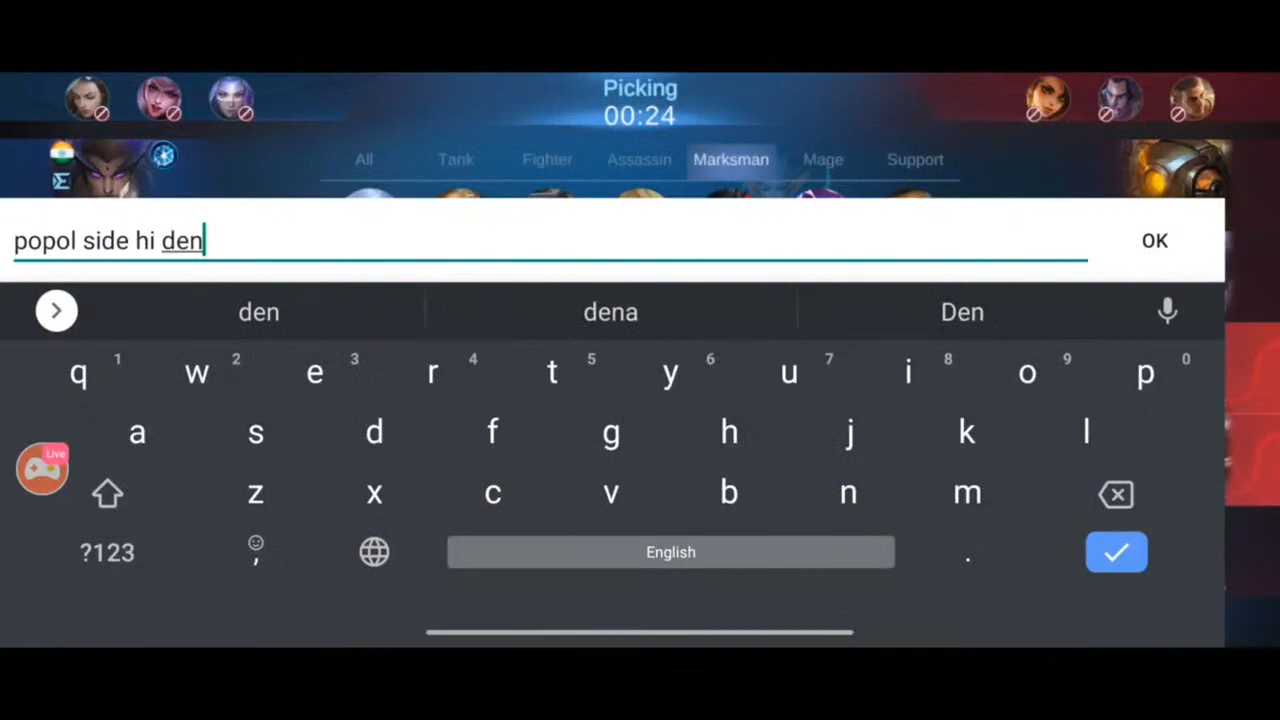 Picking
00:24
All Tank Fighter Assassin Marksman Mage Support
popol side hi den OK
den dena Den
q 1 w 2 e 3 r 4 t 5 y 6 u 7 i 8 o 9 p 0
a s d f g h j k l
Live
z x c v b n m
?123 , English .